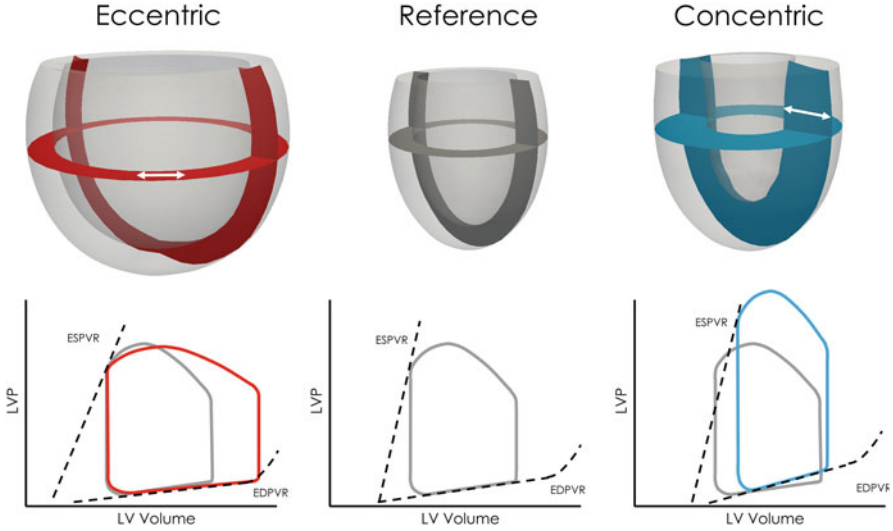 Eccentric
Reference
Concentric
ESPVR
LVP
EDPVR
LV Volume
ESPVR
LVP
EDPVR
LV Volume
ESPVR
LVP
EDPVR
LV Volume